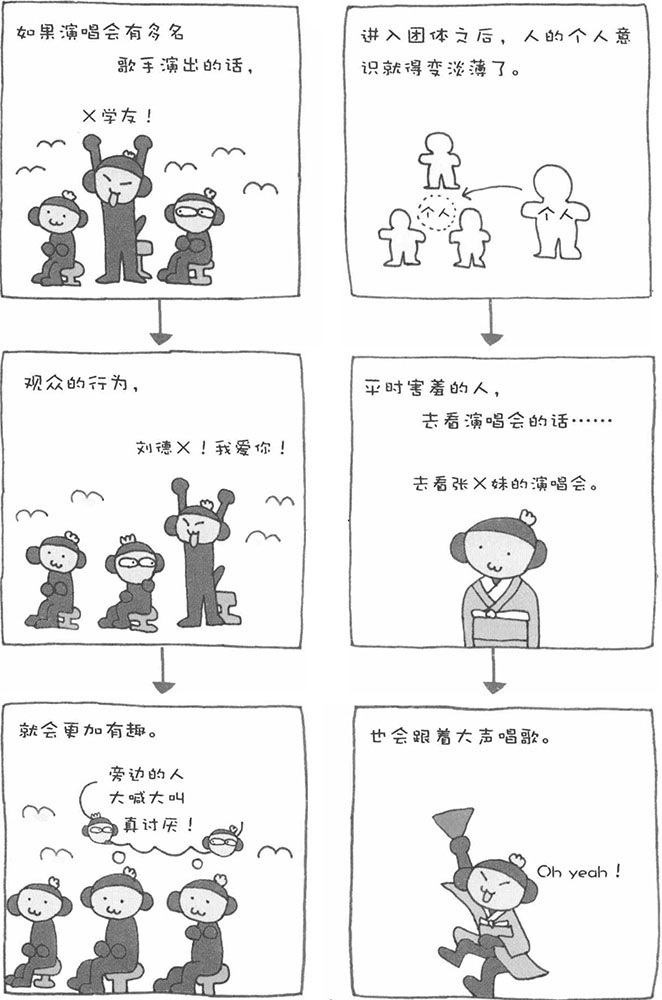 如果演唱会有多名
歌手演出的话，
X学友！
观众的行为，
刘德X！我爱你！
就会更加有趣。
旁边的人
大喊大叫
真讨厌！
进入团体之后，人的个人意
识就得变淡薄了。
个人
个人
平时害羞的人，
去看演唱会的话……
去看张X妹的演唱会。
也会跟着大声唱歌。
Oh yeah！